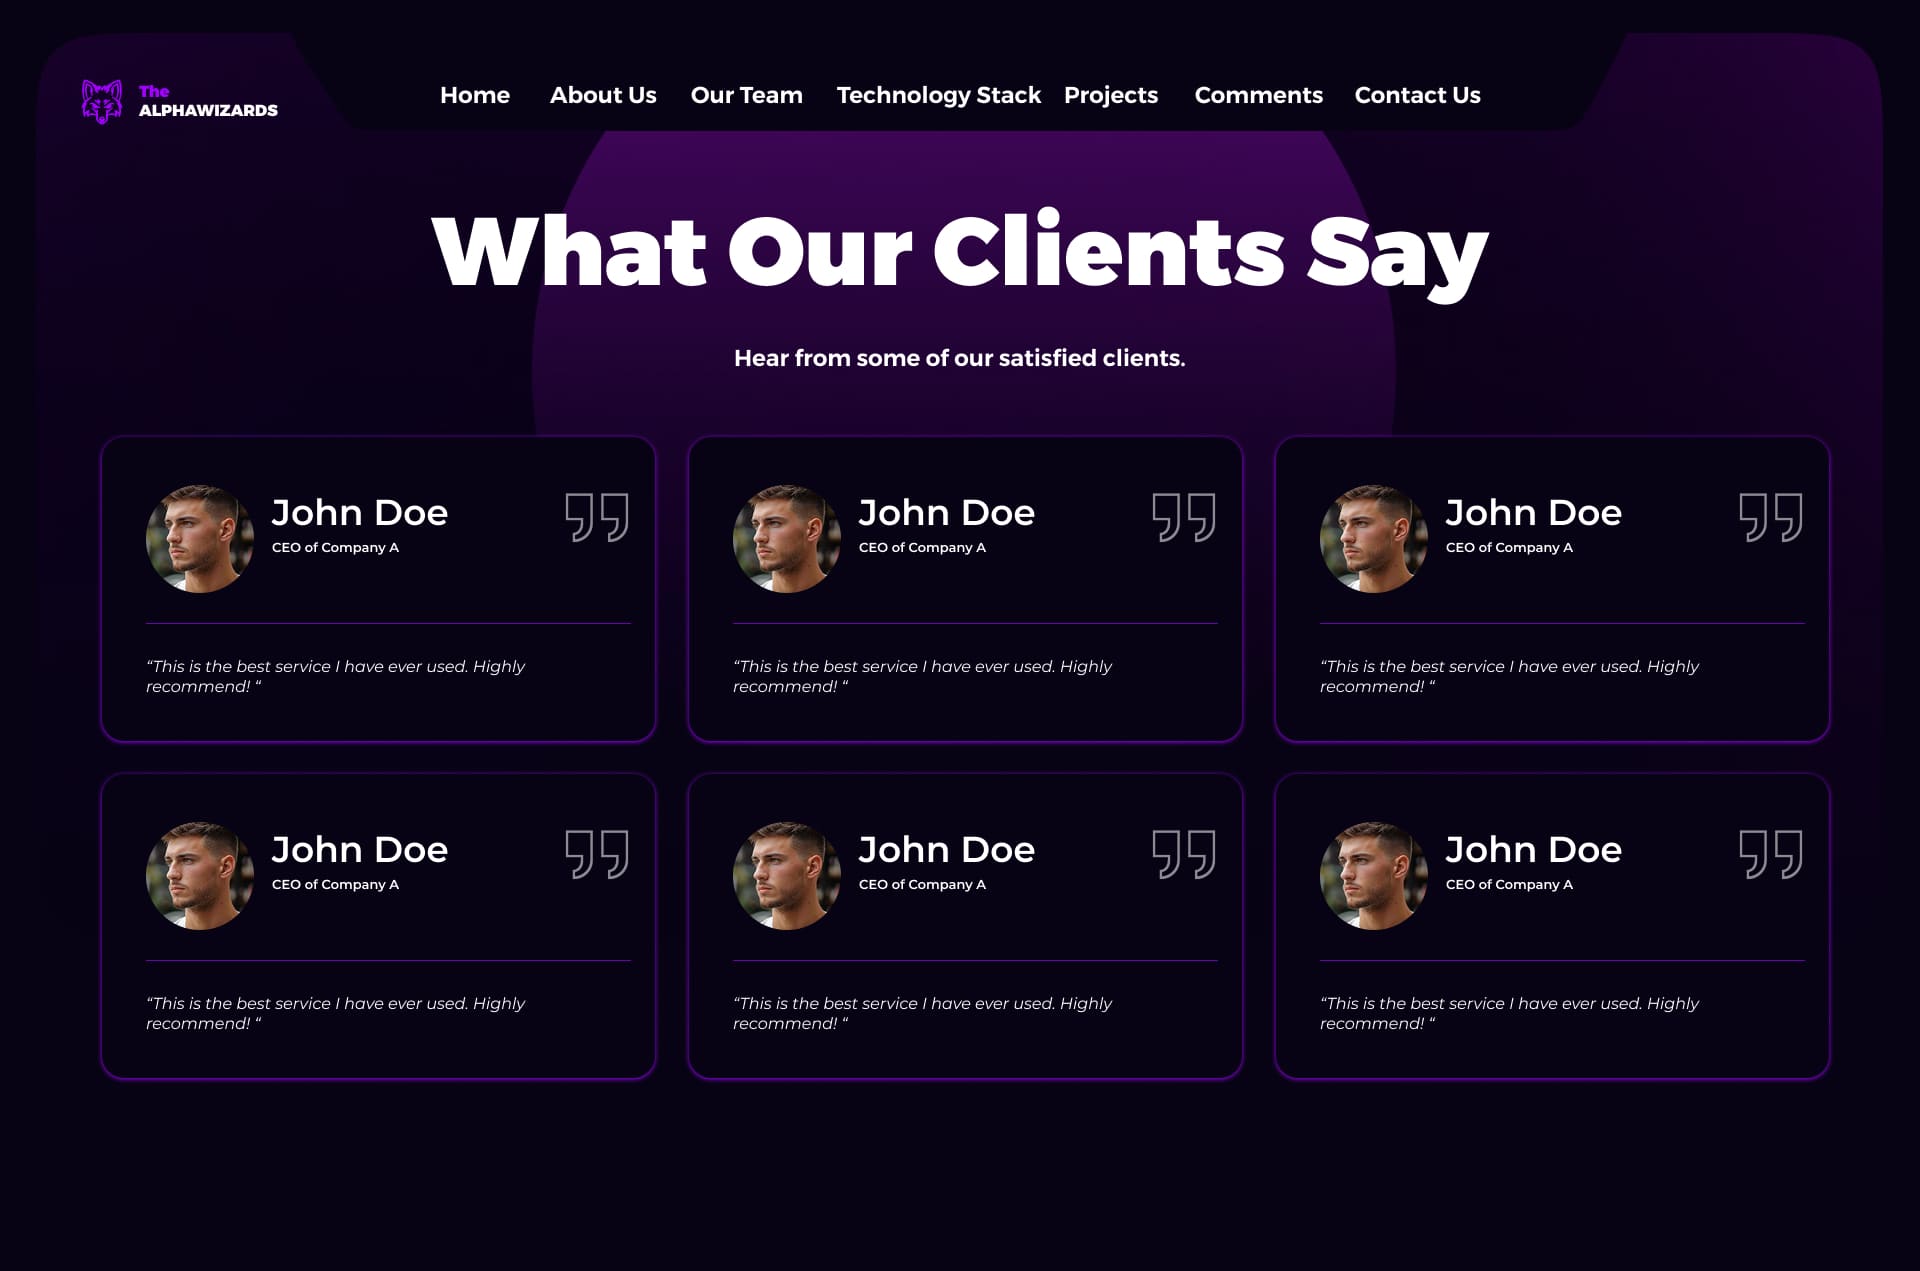 The
ALPHAWIZARDS
Home About Us Our Team Technology Stack Projects Comments Contact Us
What Our Clients Say
Hear from some of our satisfied clients.
John Doe
CEO of Company A
“This is the best service I have ever used. Highly
recommend! “
John Doe
CEO of Company A
“This is the best service I have ever used. Highly
recommend! “
John Doe
CEO of Company A
“This is the best service I have ever used. Highly
recommend! “
John Doe
CEO of Company A
“This is the best service I have ever used. Highly
recommend! “
John Doe
CEO of Company A
“This is the best service I have ever used. Highly
recommend! “
John Doe
CEO of Company A
“This is the best service I have ever used. Highly
recommend! “